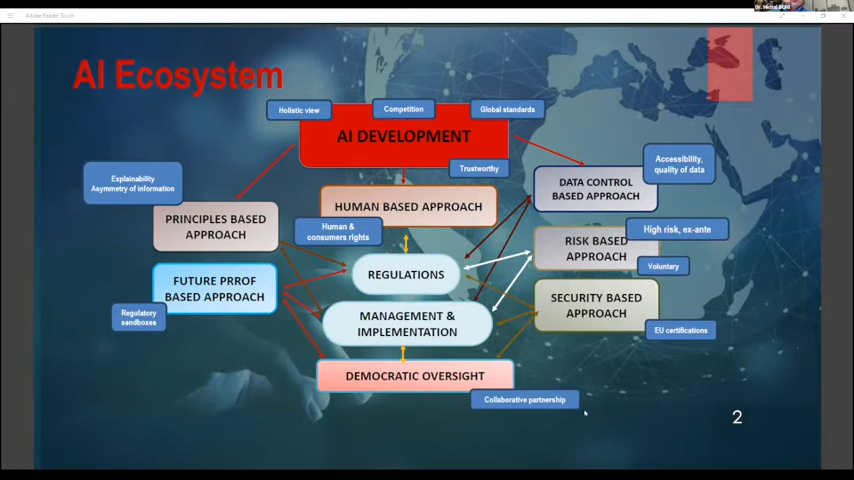 Adobe Reader Touch
Dr. Michal
AI Ecosystem
Holistic view
Competition
Global standards
AI DEVELOPMENT
Trustworthy
Explainability
Asymmetry of information
Accessibility,
quality of data
PRINCIPLES BASED
APPROACH
HUMAN BASED APPROACH
DATA CONTROL
BASED APPROACH
Human &
consumers rights
High risk, ex-ante
RISK BASED
APPROACH
Voluntary
REGULATIONS
FUTURE PRROF
BASED APPROACH
Regulatory
sandboxes
MANAGEMENT &
IMPLEMENTATION
SECURITY BASED
APPROACH
EU certifications
DEMOCRATIC OVERSIGHT
Collaborative partnership
2